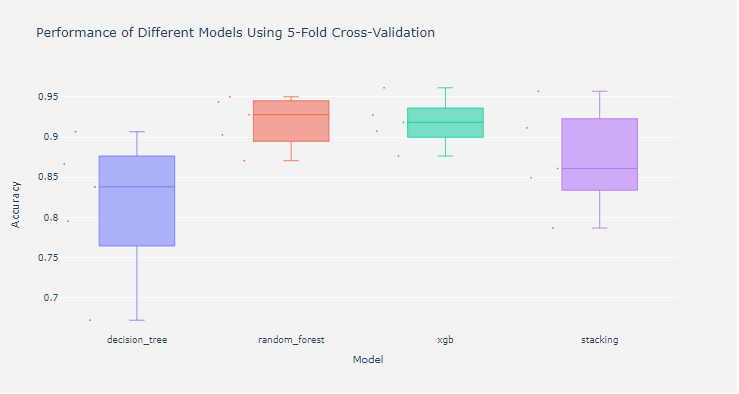 Performance of Different Models Using 5-Fold Cross-Validation
0.95
0.9
0.85
0.8
0.75
0.7
Accuracy
decision_tree random_forest xgb stacking
Model